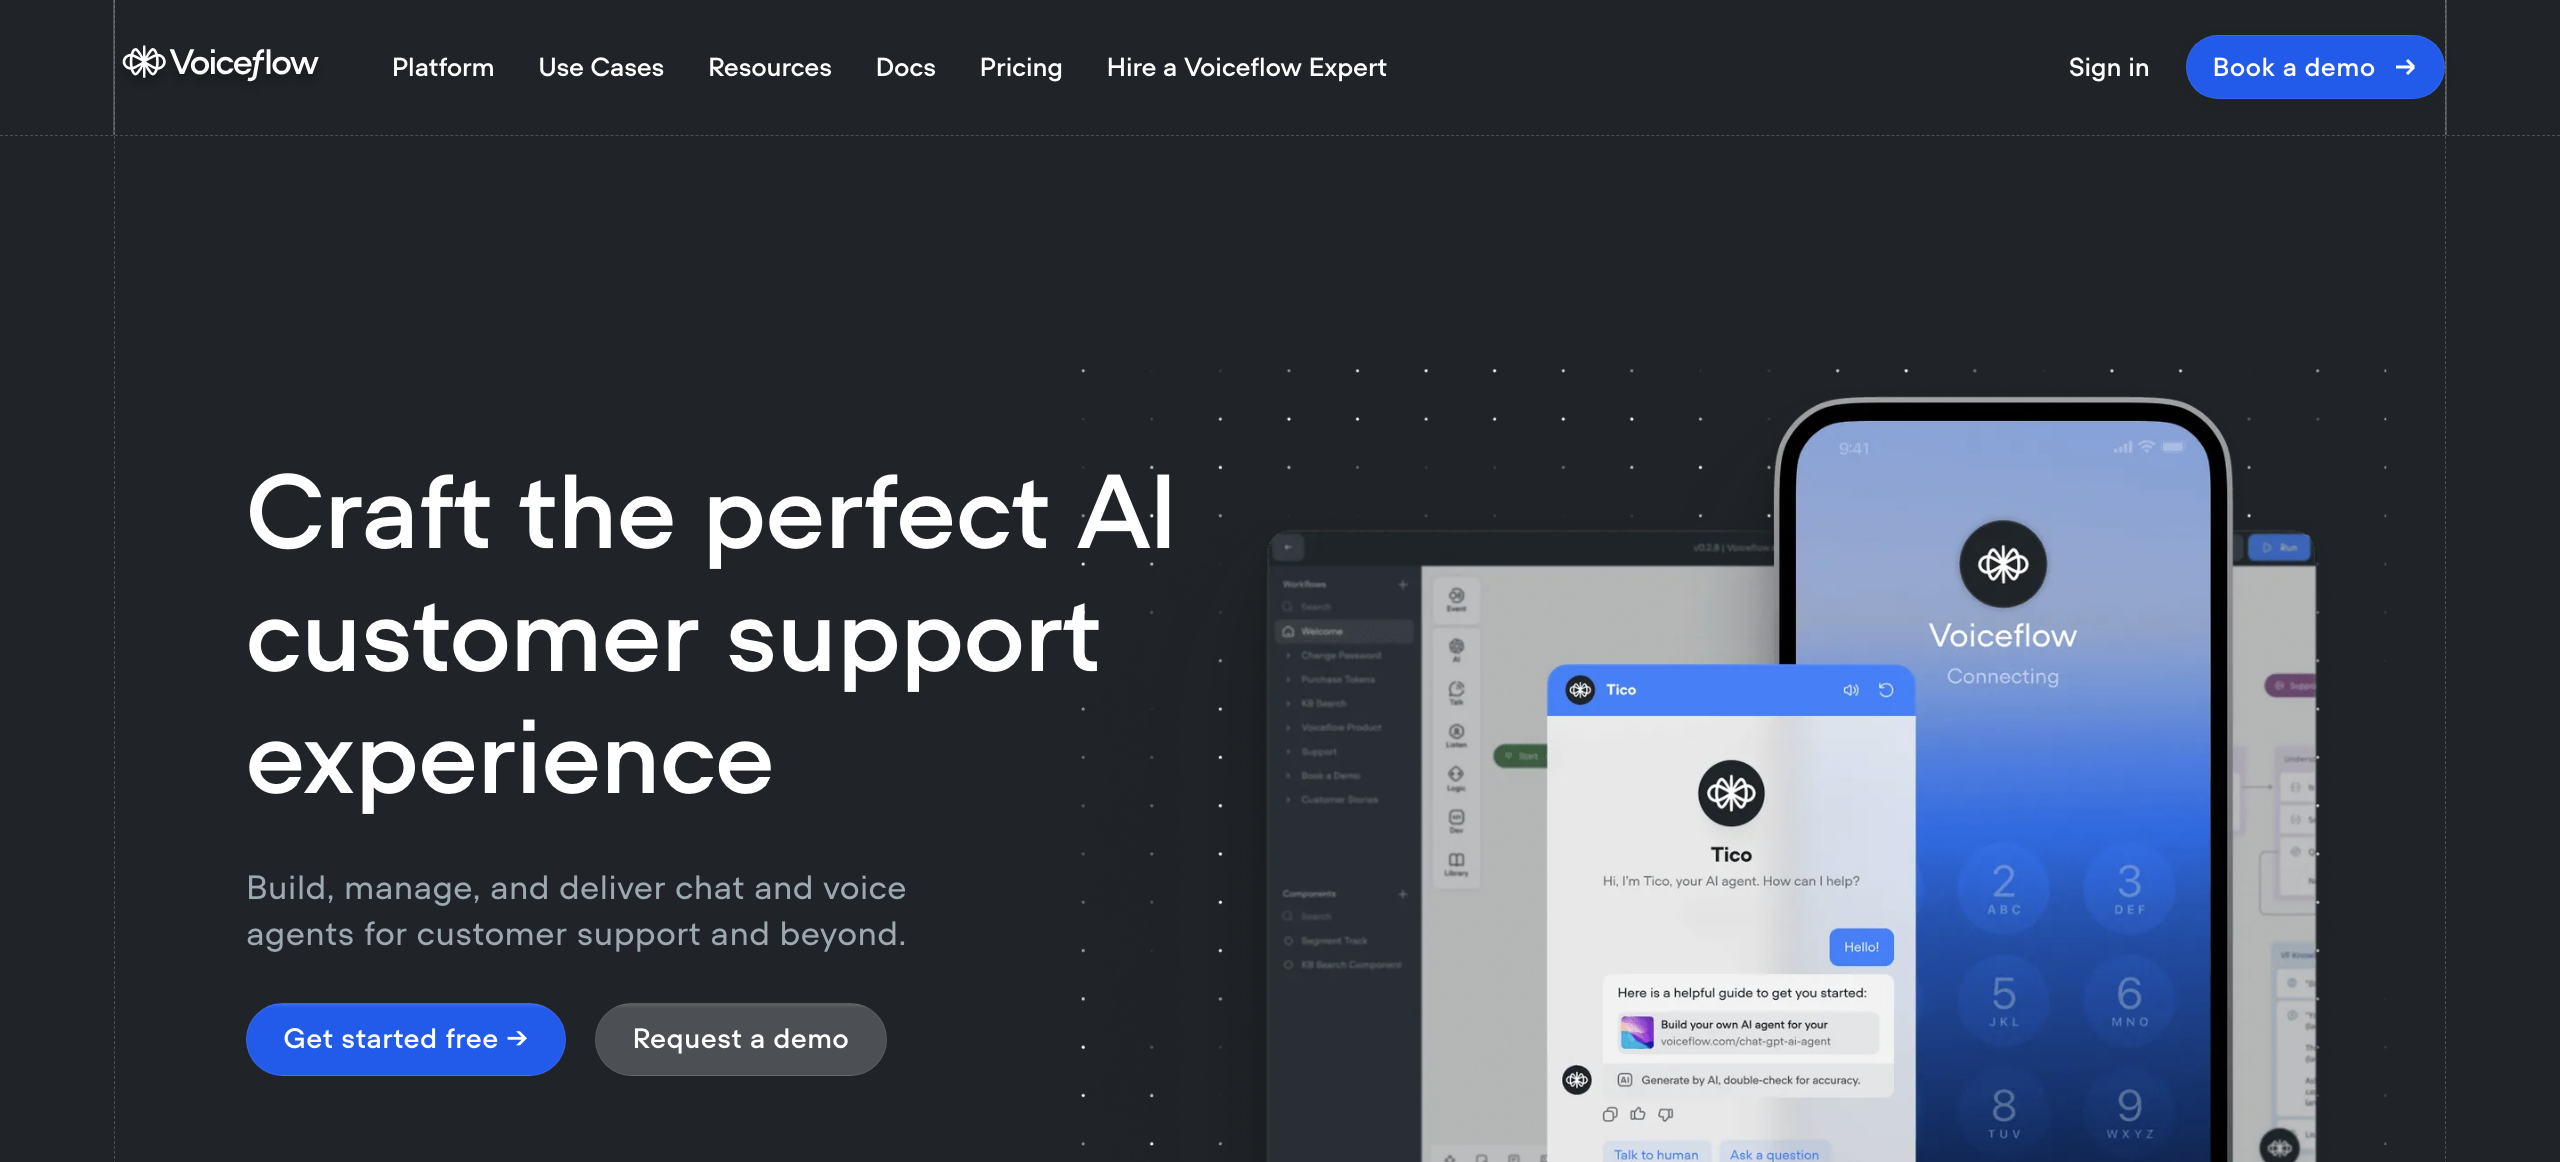 Voiceflow
Platform
Use Cases
Resources
Docs
Pricing
Hire a Voiceflow Expert
Sign in
Book a demo →
Craft the perfect AI
customer support
experience
Build, manage, and deliver chat and voice
agents for customer support and beyond.
Get started free →
Request a demo
Run
Workflows
Search
Welcome
Change Password
Purchase Tokens
KB Search
Voiceflow Product
Support
Book a Demo
Customer Stories
Components
Search
Segment Track
KB Search Component
Event
AI
Talk
Listen
Logic
Dev
Library
Start
Tico
Tico
Hi, I'm Tico, your AI agent. How can I help?
Hello!
Here is a helpful guide to get you started:
Build your own AI agent for your
voiceflow.com/chat-gpt-ai-agent
AI Generate by AI, double-check for accuracy.
Talk to human
Ask a question
9:41
Voiceflow
Connecting
2
ABC
3
DEF
5
JKL
6
MNO
8
TUV
9
WXYZ